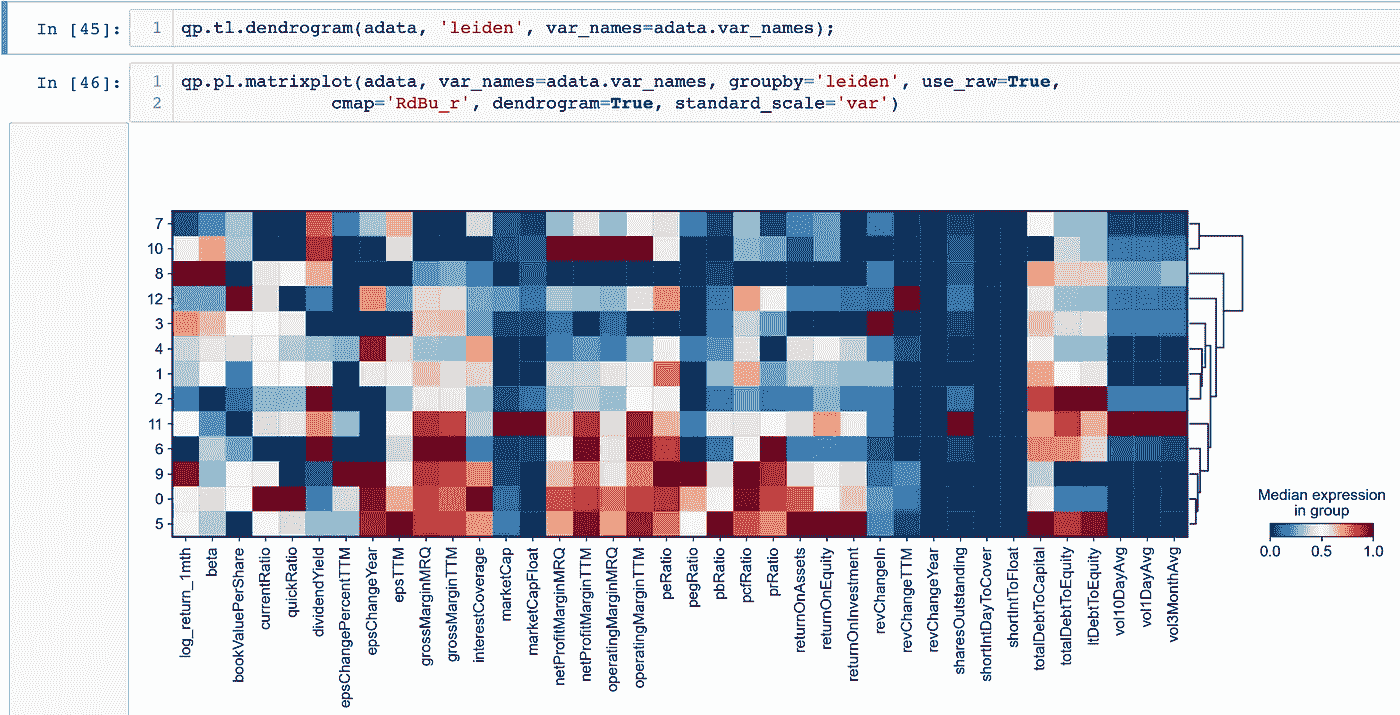 In [45]:
1 qp.tl.dendrogram(adata, 'leiden', var_names=adata.var_names);
In [46]:
1 qp.pl.matrixplot(adata, var_names=adata.var_names, groupby='leiden', use_raw=True,
2 cmap='RdBu_r', dendrogram=True, standard_scale='var')
7
10
8
12
3
4
1
2
11
6
9
0
5
Median expression
in group
0.0 0.5 1.0
log_return_1mth
beta
bookValuePerShare
currentRatio
quickRatio
dividendYield
epsChangePercentTTM
epsChangeYear
epsTTM
grossMarginMRQ
grossMarginTTM
interestCoverage
marketCap
marketCapFloat
netProfitMarginMRQ
netProfitMarginTTM
operatingMarginMRQ
operatingMarginTTM
peRatio
pegRatio
pbRatio
pcfRatio
prRatio
returnOnAssets
returnOnEquity
returnOnInvestment
revChangeIn
revChangeTTM
revChangeYear
sharesOutstanding
shortIntDayToCover
shortIntToFloat
totalDebtToCapital
totalDebtToEquity
ltDebtToEquity
vol10DayAvg
vol1DayAvg
vol3MonthAvg